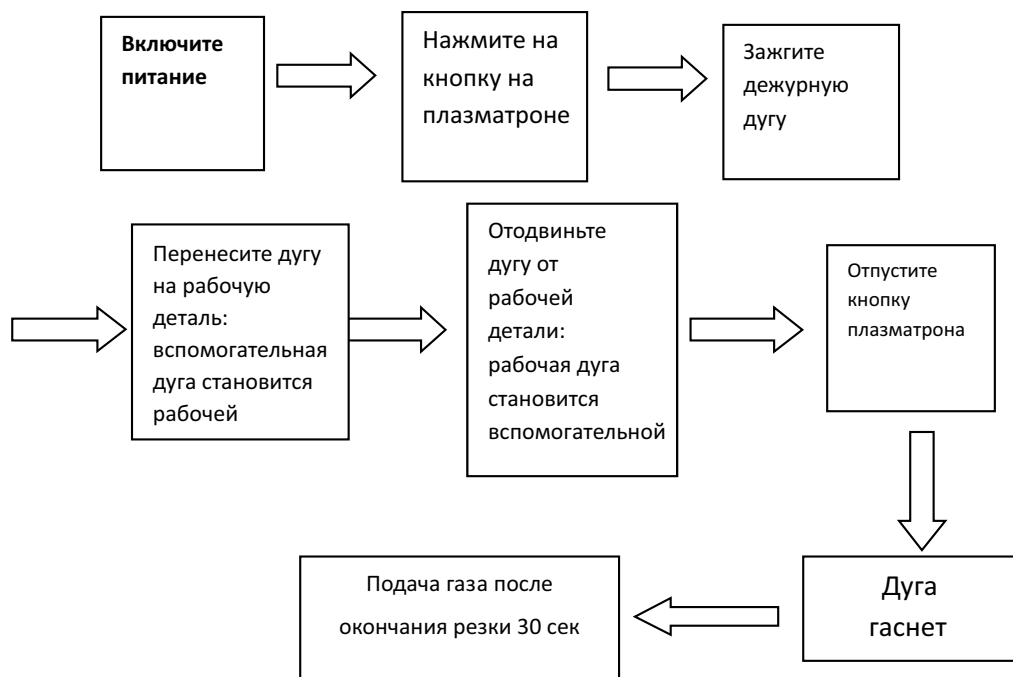 Включите
питание
Нажмите на
кнопку на
плазматроне
Зажгите
дежурную
дугу
Перенесите дугу
на рабочую
деталь:
вспомогательная
дуга становится
рабочей
Отодвиньте
дугу от
рабочей
детали:
рабочая дуга
становится
вспомогательной
Отпустите
кнопку
плазматрона
Дуга
гаснет
Подача газа после
окончания резки 30 сек